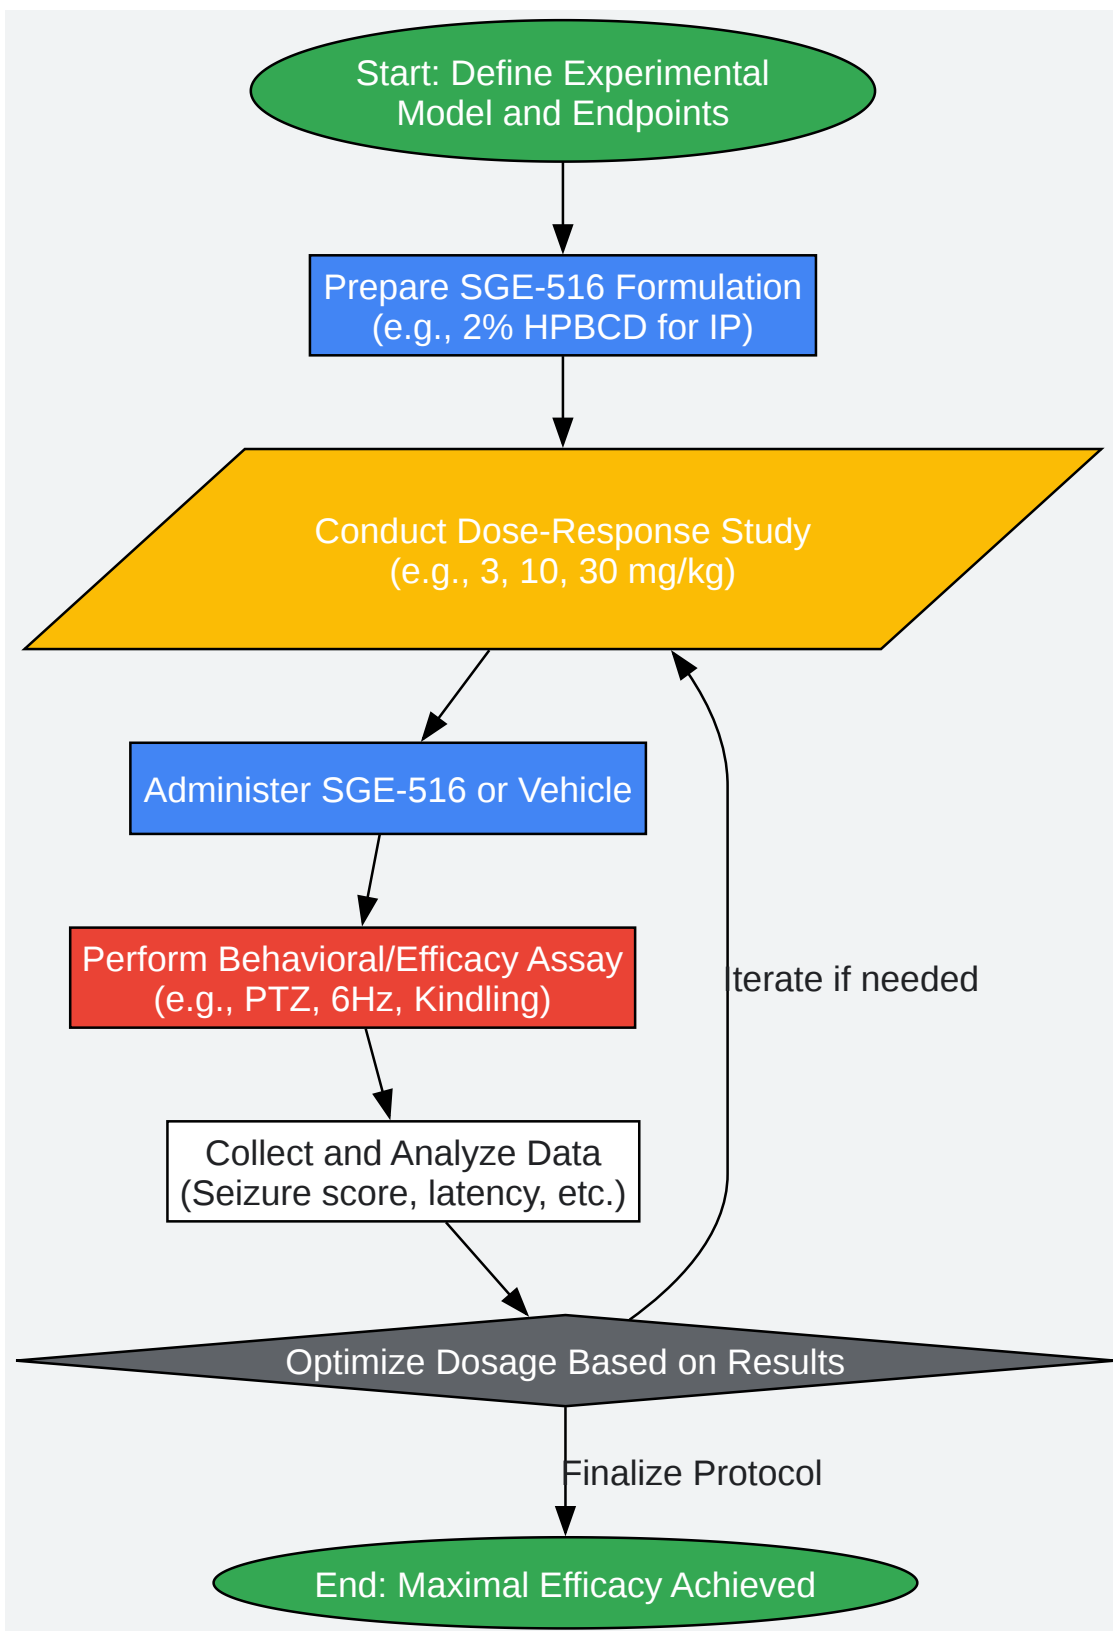 Start: Define Experimental
Model and Endpoints
Prepare SGE-516 Formulation
(e.g., 2% HPBCD for IP)
Conduct Dose-Response Study
(e.g., 3, 10, 30 mg/kg)
Administer SGE-516 or Vehicle
Perform Behavioral/Efficacy Assay
(e.g., PTZ, 6Hz, Kindling)
Iterate if needed
Collect and Analyze Data
(Seizure score, latency, etc.)
Optimize Dosage Based on Results
Finalize Protocol
End: Maximal Efficacy Achieved